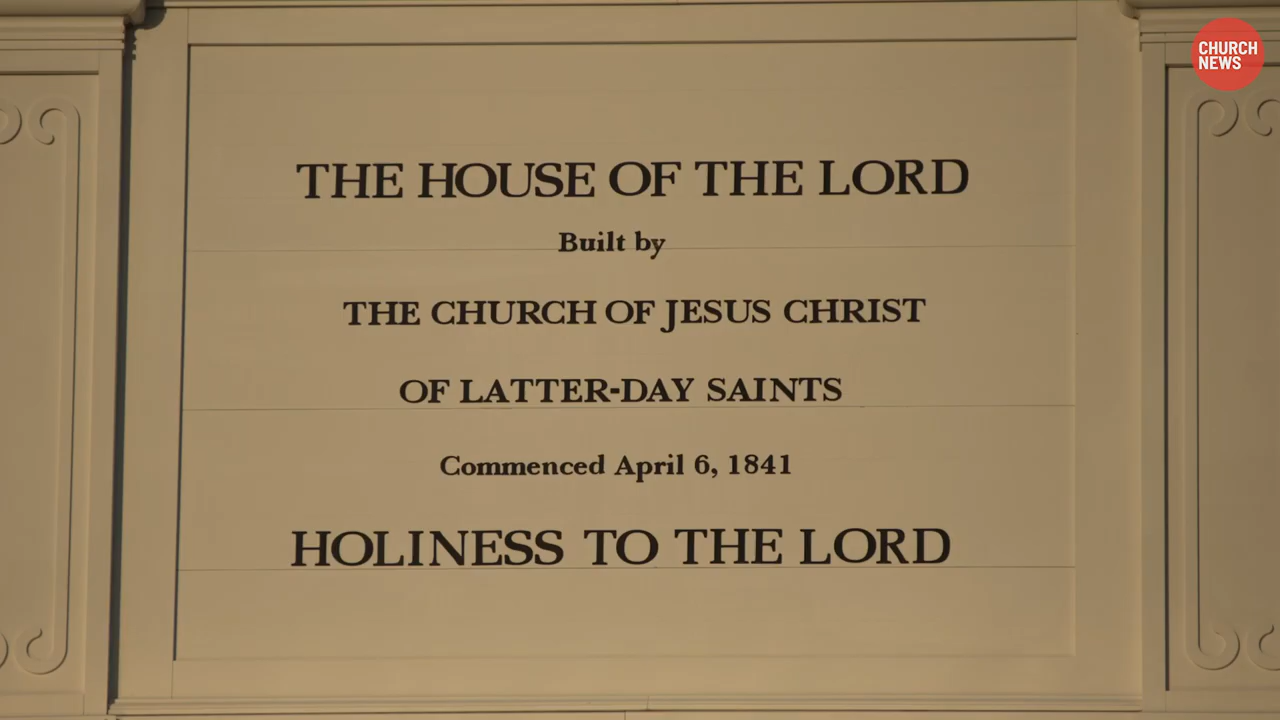 CHURCH
NEWS
THE HOUSE OF THE LORD
Built by
THE CHURCH OF JESUS CHRIST
OF LATTER-DAY SAINTS
Commenced April 6, 1841
HOLINESS TO THE LORD